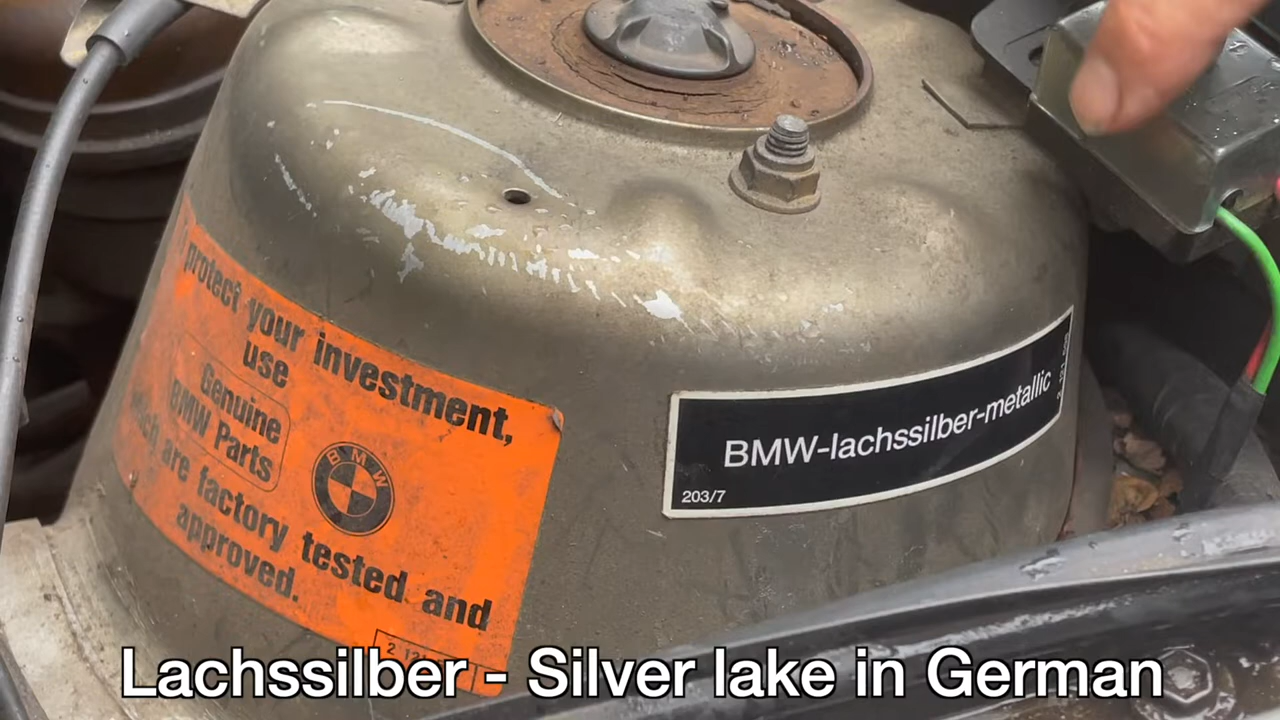 protect your investment,
use
Genuine
BMW Parts
are factory tested and
approved.
BMW
BMW-lachssilber-metallic
203/7
Lachssilber - Silver lake in German